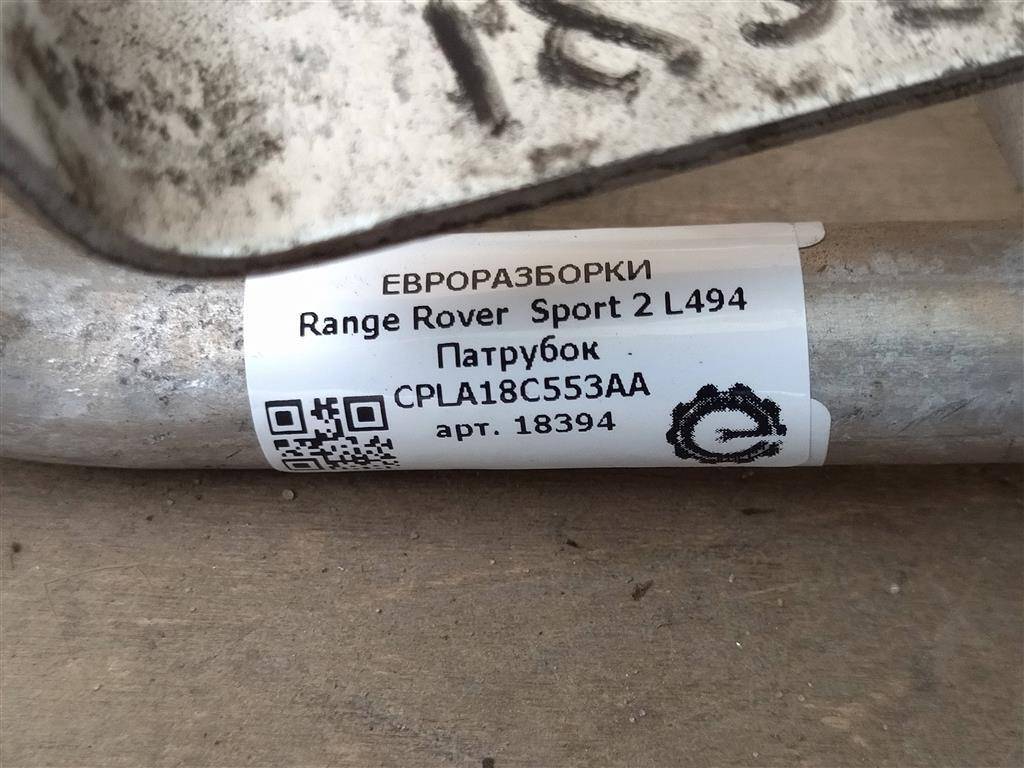 ЕВРОРАЗБОРКИ
Range Rover Sport 2 L494
Патрубок
CPLA18C553AA
арт. 18394